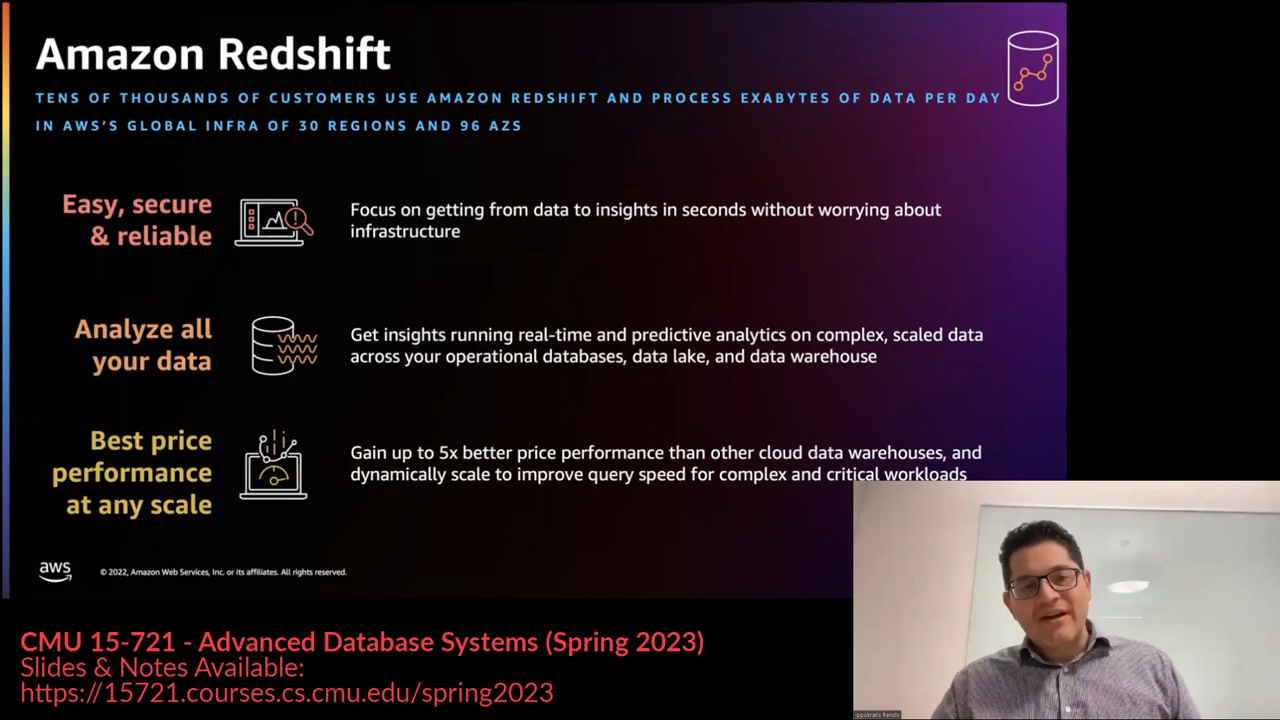 Amazon Redshift
TENS OF THOUSANDS OF CUSTOMERS USE AMAZON REDSHIFT AND PROCESS EXABYTES OF DATA PER DAY
IN AWS'S GLOBAL INFRA OF 30 REGIONS AND 96 AZS
Easy, secure
& reliable
Focus on getting from data to insights in seconds without worrying about
infrastructure
Analyze all
your data
Get insights running real-time and predictive analytics on complex, scaled data
across your operational databases, data lake, and data warehouse
Best price
performance
at any scale
Gain up to 5x better price performance than other cloud data warehouses, and
dynamically scale to improve query speed for complex and critical workloads
aws
© 2022, Amazon Web Services, Inc. or its affiliates. All rights reserved.
Ippokratis Pandis
CMU 15-721 - Advanced Database Systems (Spring 2023)
Slides & Notes Available:
https://15721.courses.cs.cmu.edu/spring2023